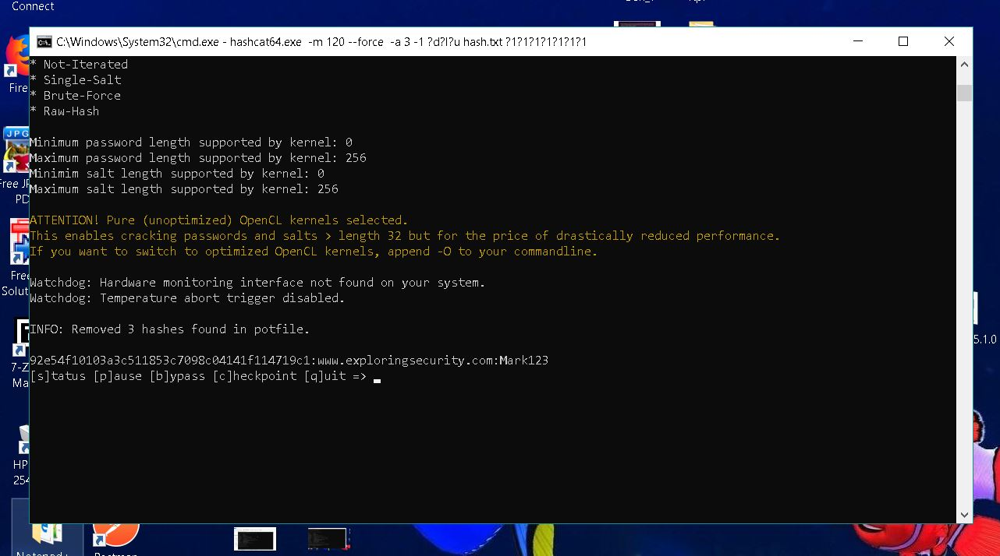 Connect
C:\Windows\System32\cmd.exe - hashcat64.exe -m 120 --force -a 3 -1 ?d?l?u hash.txt ?1?1?1?1?1?1?1
* Not-Iterated
* Single-Salt
* Brute-Force
* Raw-Hash
Minimum password length supported by kernel: 0
Maximum password length supported by kernel: 256
Minimim salt length supported by kernel: 0
Maximum salt length supported by kernel: 256
ATTENTION! Pure (unoptimized) OpenCL kernels selected.
This enables cracking passwords and salts > length 32 but for the price of drastically reduced performance.
If you want to switch to optimized OpenCL kernels, append -O to your commandline.
Watchdog: Hardware monitoring interface not found on your system.
Watchdog: Temperature abort trigger disabled.
INFO: Removed 3 hashes found in potfile.
92e54f10103a3c511853c7098c04141f114719c1:www.exploringsecurity.com:Mark123
[s]tatus [p]ause [b]ypass [c]heckpoint [q]uit =>
Fire
JPG
Free JP
PD
Free
Solut
7-Z
Ma
HP
254
5.1.0